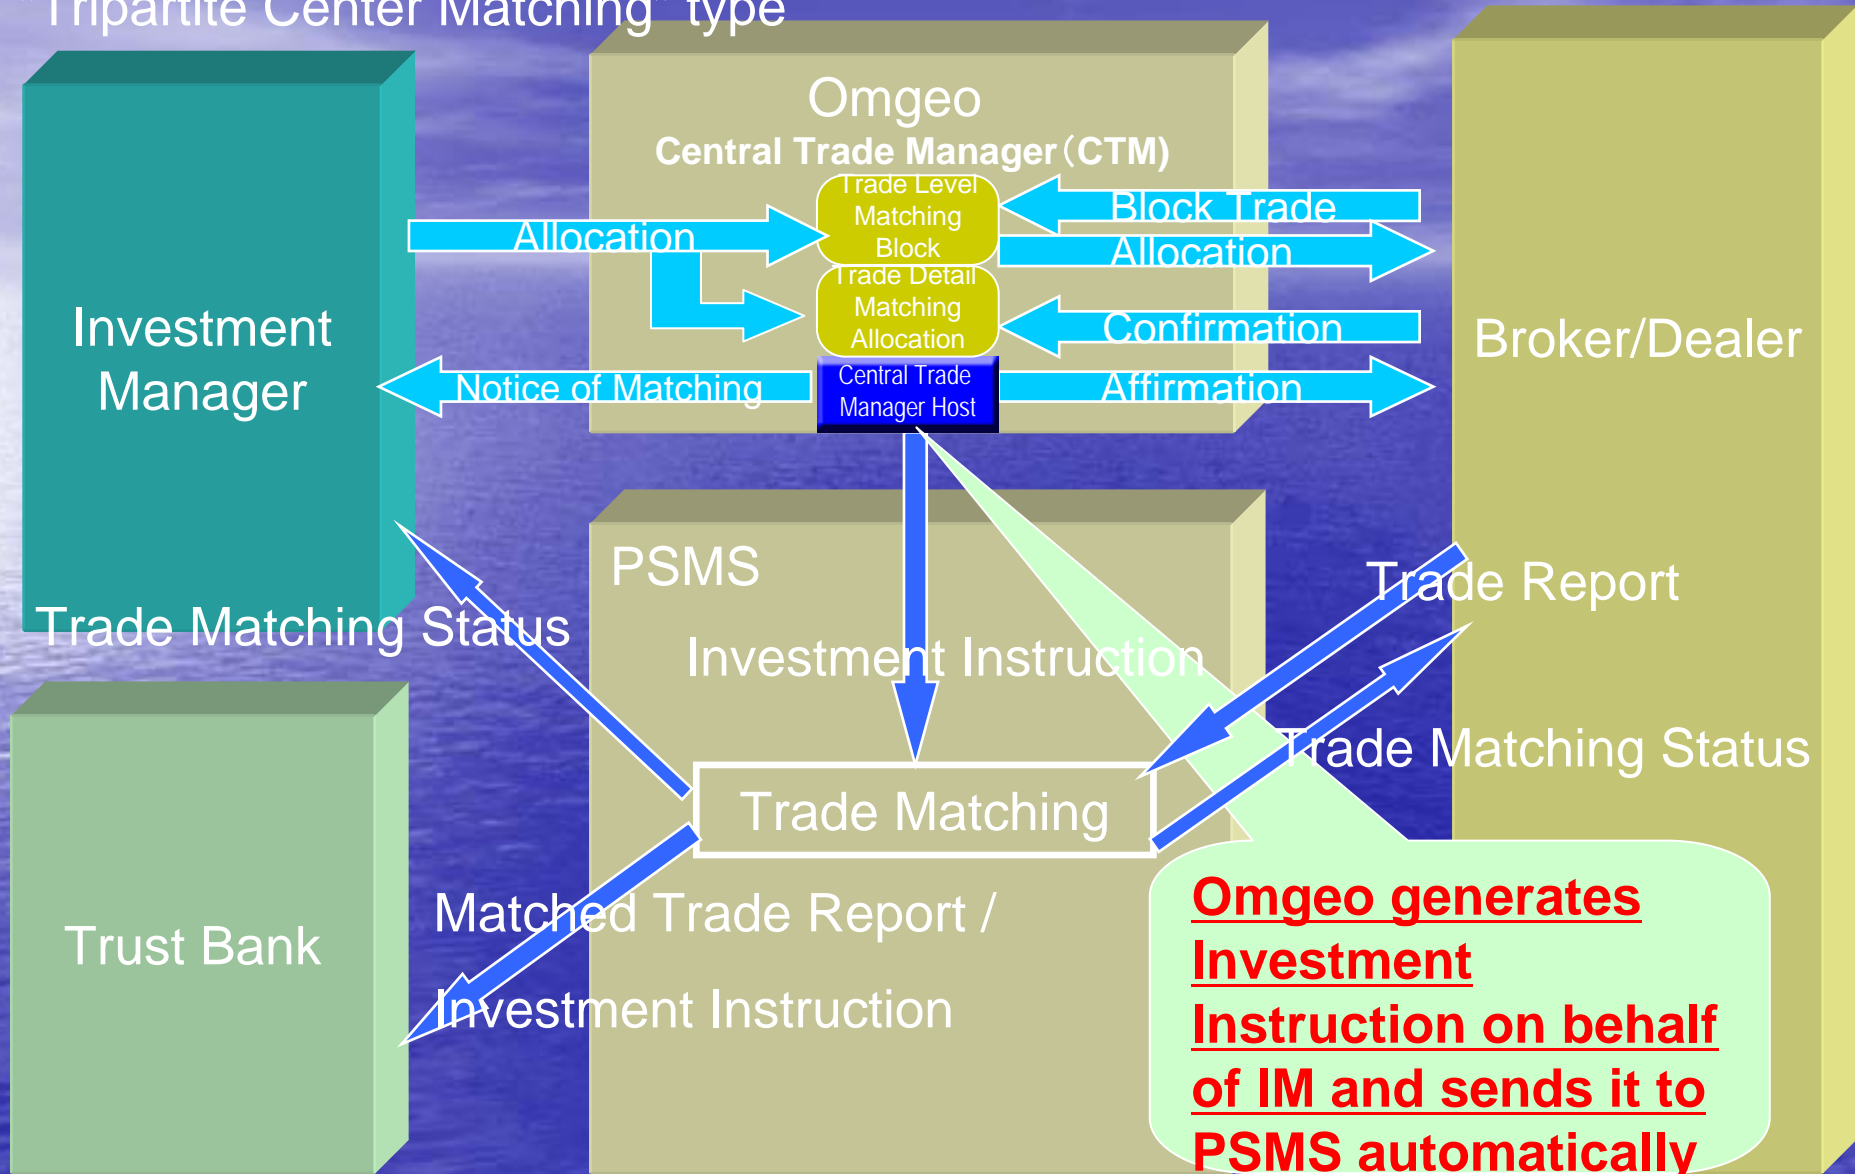 "Tripartite Center Matching" type
Omgeo
Central Trade Manager（CTM)
Trade Level
Matching
Block
Trade Detail
Matching
Allocation
Central Trade
Manager Host
Allocation
Block Trade
Allocation
Confirmation
Notice of Matching
Affirmation
Investment
Manager
Broker/Dealer
PSMS
Trade Report
Trade Matching Status
Investment Instruction
Trade Matching Status
Trade Matching
Trust Bank
Matched Trade Report /
Investment Instruction
Omgeo generates
Investment
Instruction on behalf
of IM and sends it to
PSMS automatically